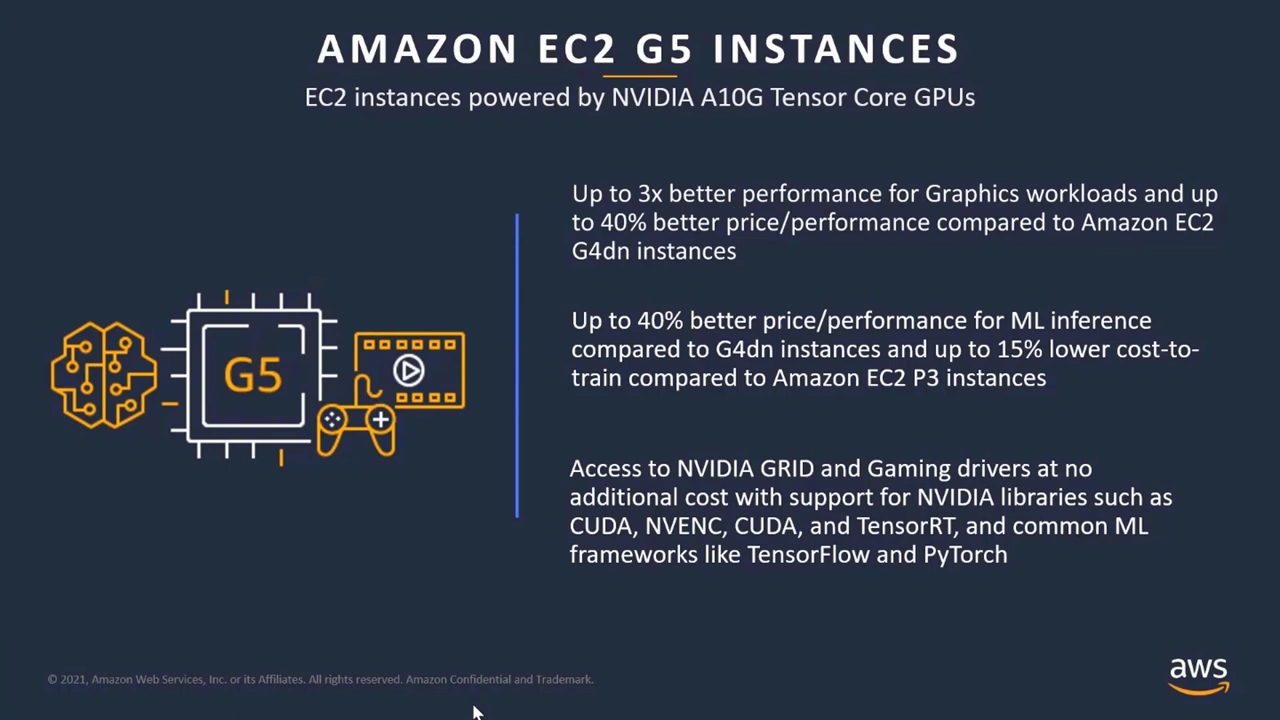 AMAZON EC2 G5 INSTANCES
EC2 instances powered by NVIDIA A10G Tensor Core GPUs
G5
Up to 3x better performance for Graphics workloads and up
to 40% better price/performance compared to Amazon EC2
G4dn instances
Up to 40% better price/performance for ML inference
compared to G4dn instances and up to 15% lower cost-to-
train compared to Amazon EC2 P3 instances
Access to NVIDIA GRID and Gaming drivers at no
additional cost with support for NVIDIA libraries such as
CUDA, NVENC, CUDA, and TensorRT, and common ML
frameworks like TensorFlow and PyTorch
© 2021, Amazon Web Services, Inc. or its Affiliates. All rights reserved. Amazon Confidential and Trademark.
aws